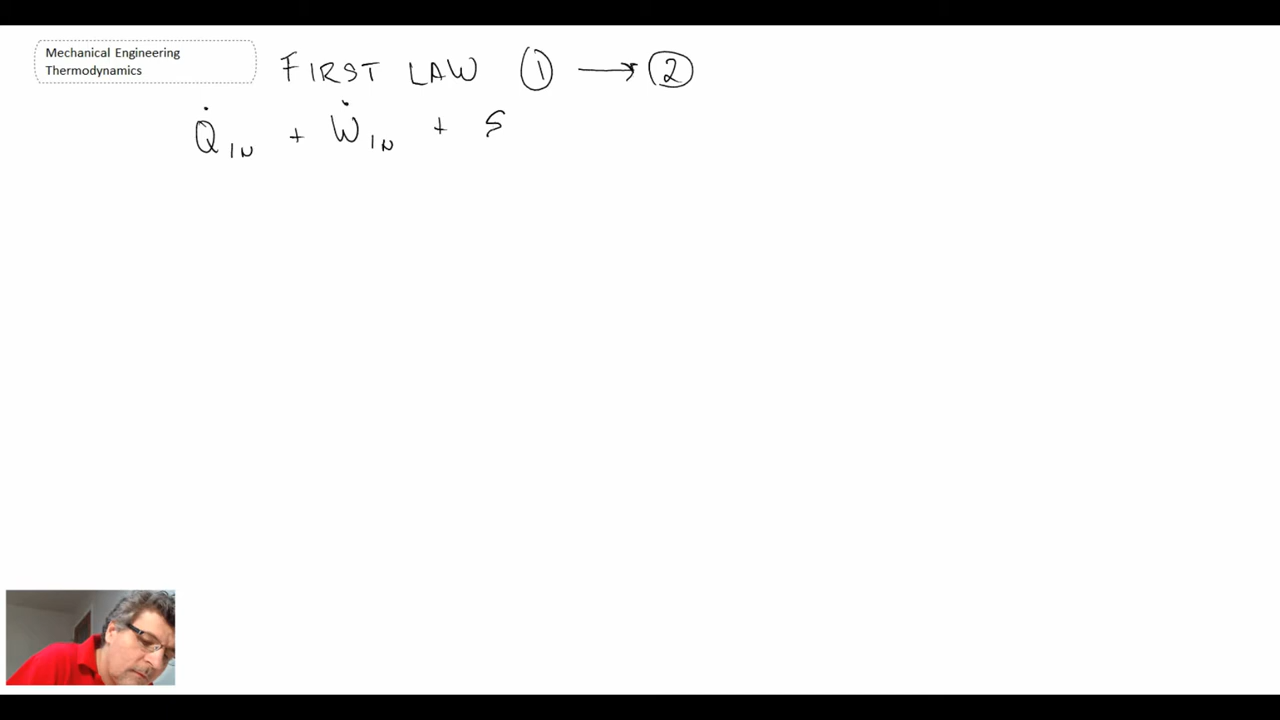 Mechanical Engineering
Thermodynamics
FIRST LAW ① → ②
Q̇ IN + Ẇ IN +